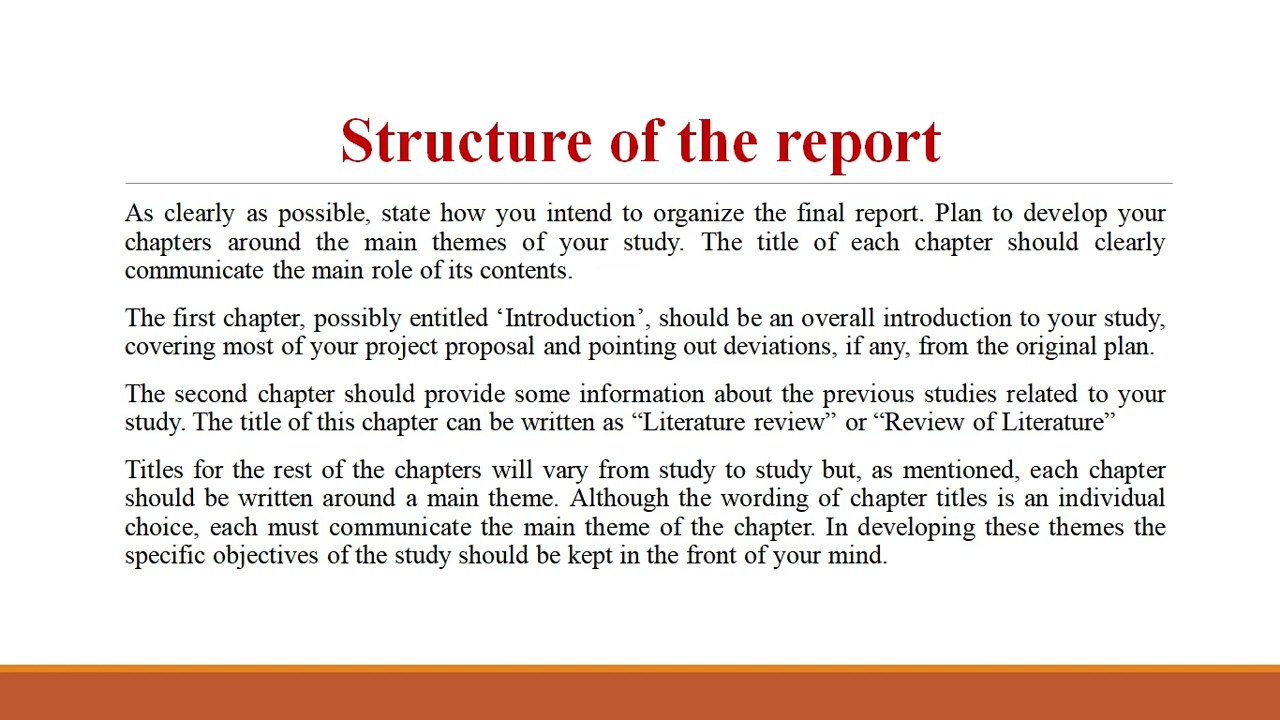 Structure of the report
As clearly as possible, state how you intend to organize the final report. Plan to develop your
chapters around the main themes of your study. The title of each chapter should clearly
communicate the main role of its contents.
The first chapter, possibly entitled ‘Introduction’, should be an overall introduction to your study,
covering most of your project proposal and pointing out deviations, if any, from the original plan.
The second chapter should provide some information about the previous studies related to your
study. The title of this chapter can be written as “Literature review” or “Review of Literature”
Titles for the rest of the chapters will vary from study to study but, as mentioned, each chapter
should be written around a main theme. Although the wording of chapter titles is an individual
choice, each must communicate the main theme of the chapter. In developing these themes the
specific objectives of the study should be kept in the front of your mind.